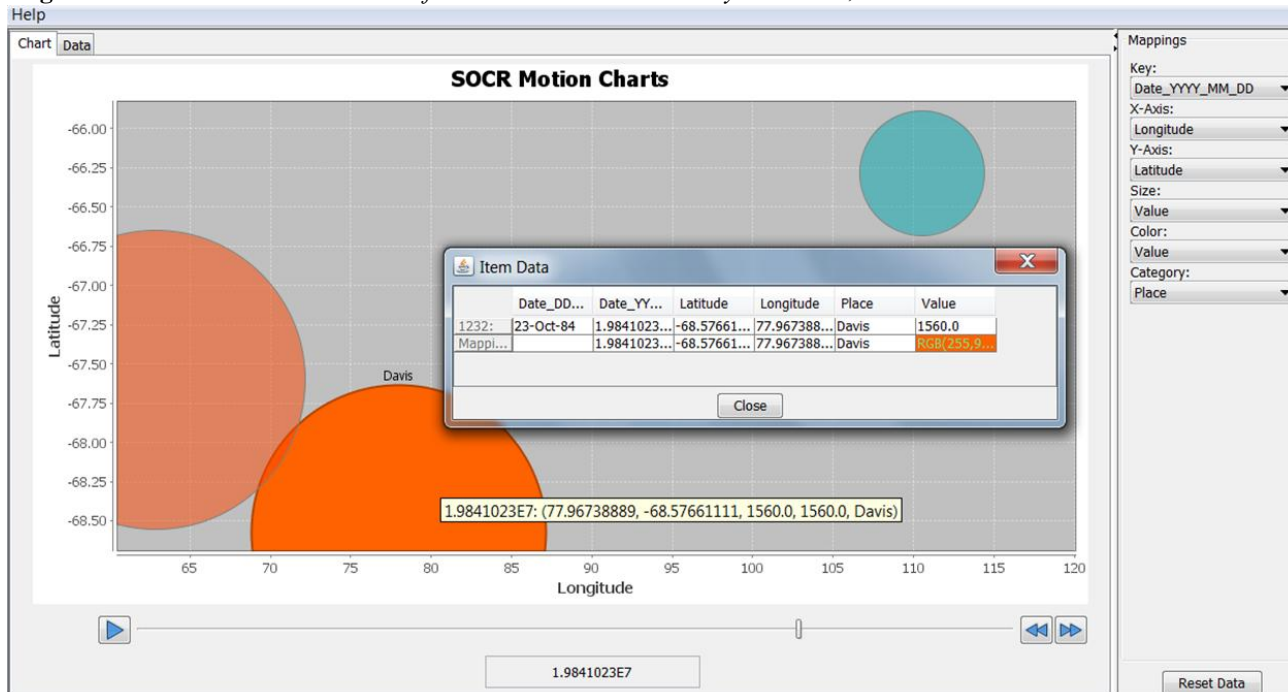 Help
Chart Data
SOCR Motion Charts
-66.00
-66.25
-66.50
-66.75
-67.00
-67.25
-67.50
-67.75
-68.00
-68.25
-68.50
Latitude
65 70 75 80 85 90 95 100 105 110 115 120
Longitude
Davis
Item Data
Date_DD... Date_YY... Latitude Longitude Place Value
1232: 23-Oct-84 1.9841023... -68.57661... 77.967388... Davis 1560.0
Mappi... 1.9841023... -68.57661... 77.967388... Davis RGB(255,9...
Close
1.9841023E7: (77.96738889, -68.57661111, 1560.0, 1560.0, Davis)
1.9841023E7
Mappings
Key:
Date_YYYY_MM_DD
X-Axis:
Longitude
Y-Axis:
Latitude
Size:
Value
Color:
Value
Category:
Place
Reset Data